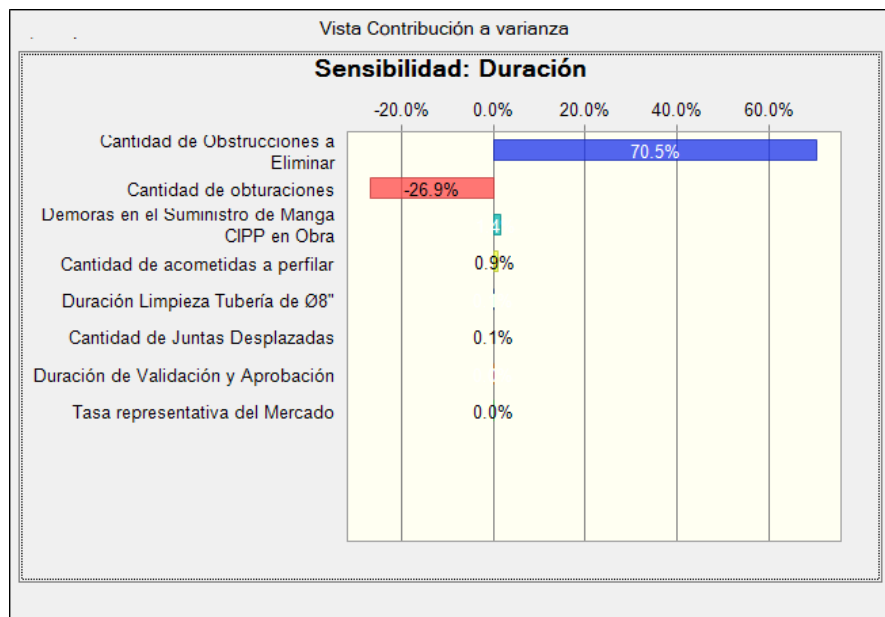 Vista Contribución a varianza
Sensibilidad: Duración
-20.0% 0.0% 20.0% 40.0% 60.0%
Cantidad de Obstrucciones a
Eliminar
70.5%
Cantidad de obturaciones
-26.9%
Demoras en el Suministro de Manga
CIPP en Obra
4
Cantidad de acometidas a perfilar
0.9%
Duración Limpieza Tubería de Ø8"
Cantidad de Juntas Desplazadas
0.1%
Duración de Validación y Aprobación
Tasa representativa del Mercado
0.0%